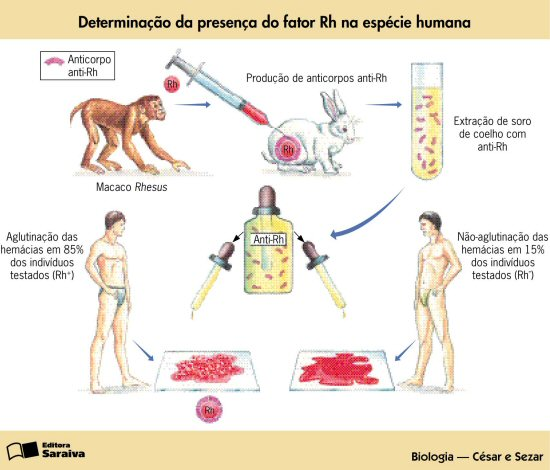 Determinação da presença do fator Rh na espécie humana
Anticorpo
anti-Rh
Rh
Produção de anticorpos anti-Rh
Rh
Extração de soro
de coelho com
anti-Rh
Macaco Rhesus
Aglutinação das
hemácias em 85%
dos indivíduos
testados (Rh⁺)
Anti-Rh
Não-aglutinação das
hemácias em 15%
dos indivíduos
testados (Rh⁻)
Rh
Editora
Saraiva
Biologia — César e Sezar